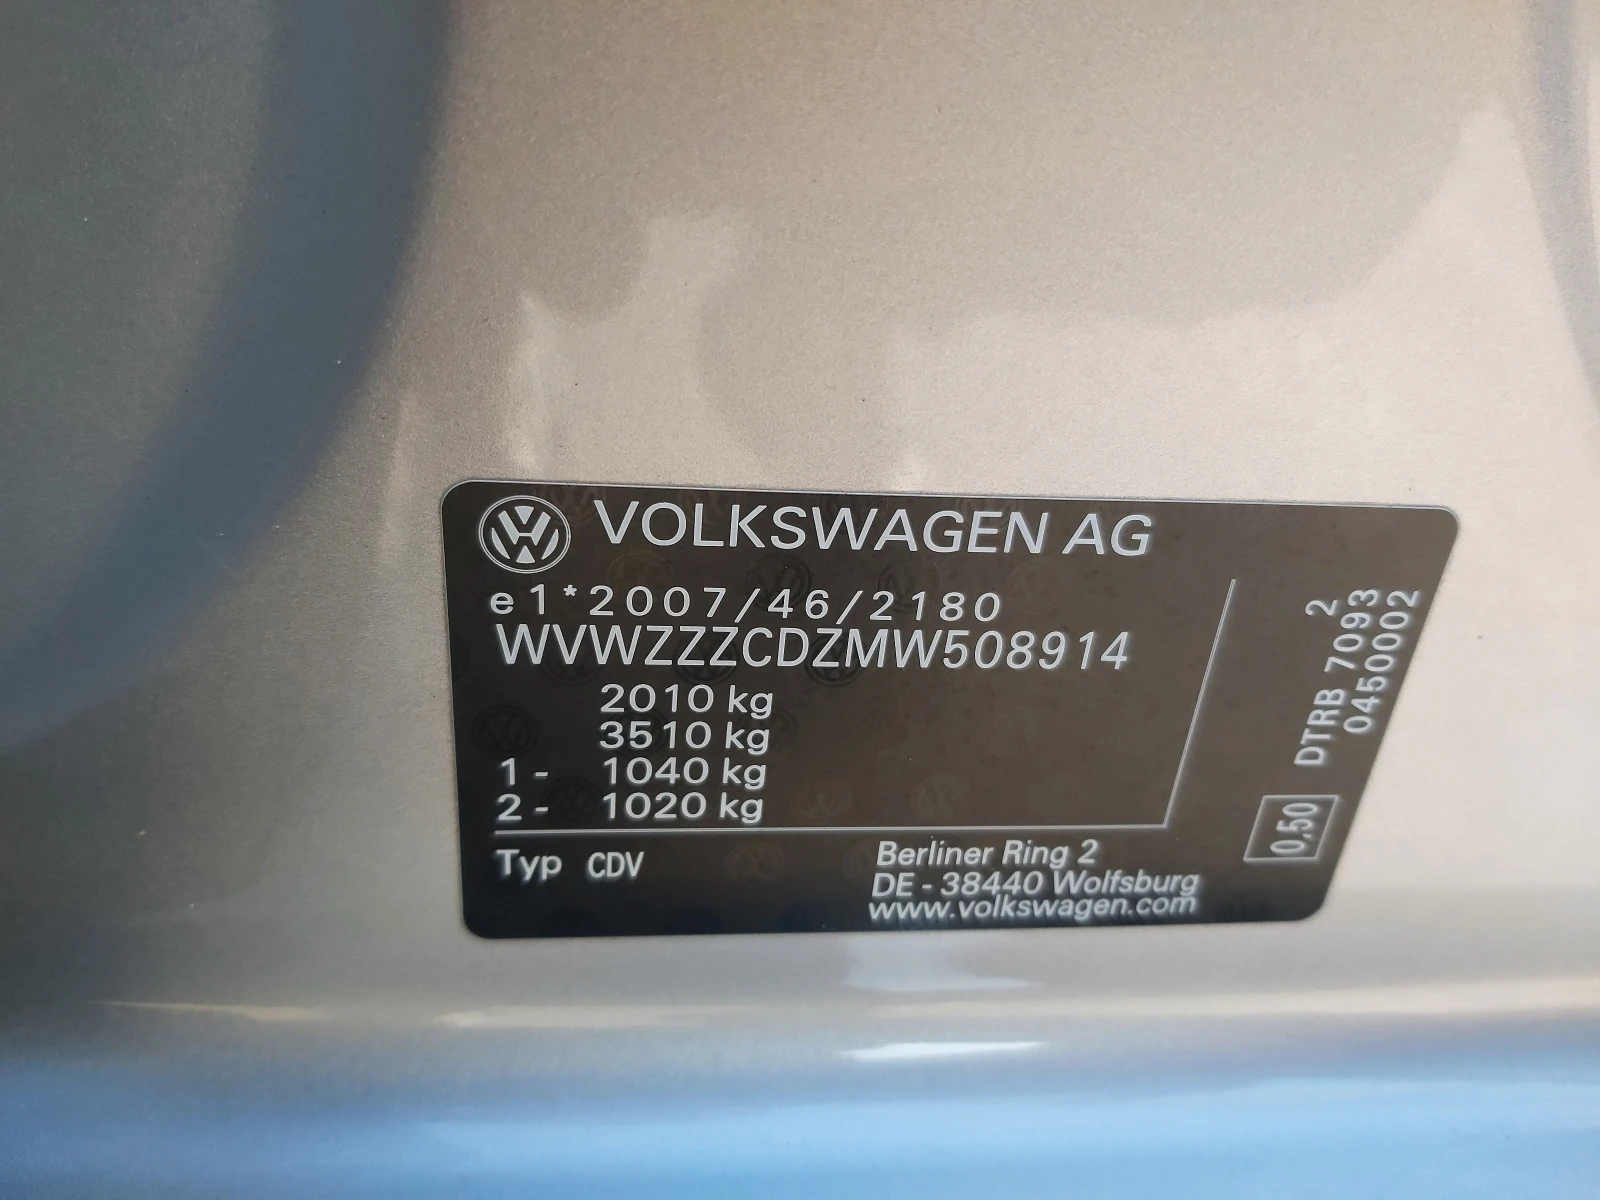 VOLKSWAGEN AG
e1*2007/46/2180
WVWZZZCDZMW508914
2010 kg
3510 kg
1- 1040 kg
2- 1020 kg
Typ CDV
Berliner Ring 2
DE - 38440 Wolfsburg
www.volkswagen.com
2
DTRB 7093
0450002
0,50